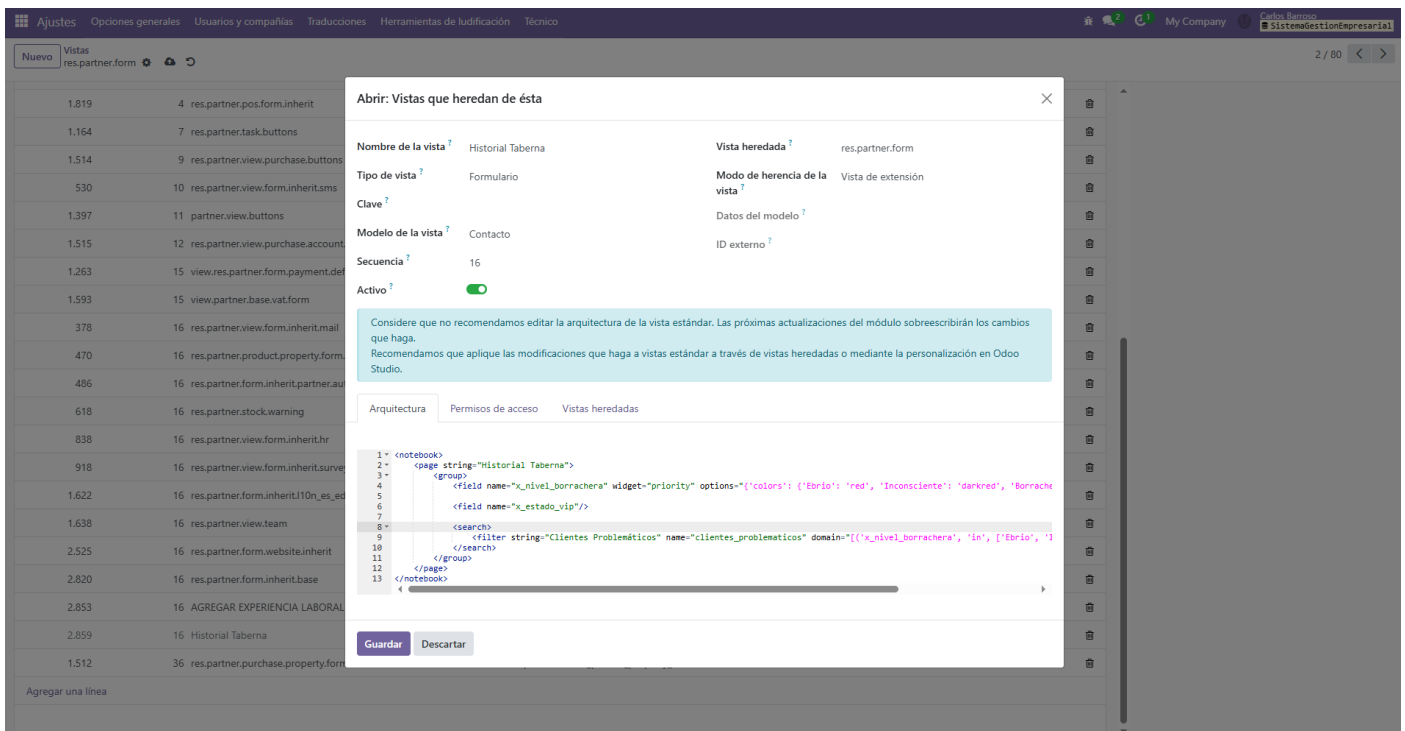 Ajustes Opciones generales Usuarios y compañías Traducciones Herramientas de ludificación Técnico 2 1 My Company Carlos Barroso
SistemaGestionEmpresarial
Nuevo Vistas
res.partner.form 2 / 80
Abrir: Vistas que heredan de ésta
Nombre de la vista ? Historial Taberna Vista heredada ? res.partner.form
Tipo de vista ? Formulario Modo de herencia de la vista ? Vista de extensión
Clave ? Datos del modelo ?
Modelo de la vista ? Contacto ID externo ?
Secuencia ? 16
Activo ?
Considere que no recomendamos editar la arquitectura de la vista estándar. Las próximas actualizaciones del módulo sobreescribirán los cambios
que haga.
Recomendamos que aplique las modificaciones que haga a vistas estándar a través de vistas heredadas o mediante la personalización en Odoo
Studio.
Arquitectura Permisos de acceso Vistas heredadas
1 <notebook>
2 <page string="Historial Taberna">
3 <group>
4 <field name="x_nivel_borrachera" widget="priority" options="{'colors': {'Ebrio': 'red', 'Inconsciente': 'darkred', 'Borrache
5
6 <field name="x_estado_vip"/>
7
8 <search>
9 <filter string="Clientes Problemáticos" name="clientes_problematicos" domain="[('x_nivel_borrachera', 'in', ['Ebrio', 'I
10 </search>
11 </group>
12 </page>
13 </notebook>
Guardar Descartar
1.819 4 res.partner.pos.form.inherit
1.164 7 res.partner.task.buttons
1.514 9 res.partner.view.purchase.buttons
530 10 res.partner.view.form.inherit.sms
1.397 11 partner.view.buttons
1.515 12 res.partner.view.purchase.account.
1.263 15 view.res.partner.form.payment.def
1.593 15 view.partner.base.vat.form
378 16 res.partner.view.form.inherit.mail
470 16 res.partner.product.property.form.
486 16 res.partner.form.inherit.partner.au
618 16 res.partner.stock.warning
838 16 res.partner.view.form.inherit.hr
918 16 res.partner.view.form.inherit.surve
1.622 16 res.partner.form.inherit.l10n_es_ed
1.638 16 res.partner.view.team
2.525 16 res.partner.form.website.inherit
2.820 16 res.partner.form.inherit.base
2.853 16 AGREGAR EXPERIENCIA LABORAL
2.859 16 Historial Taberna
1.512 36 res.partner.purchase.property.form
Agregar una línea